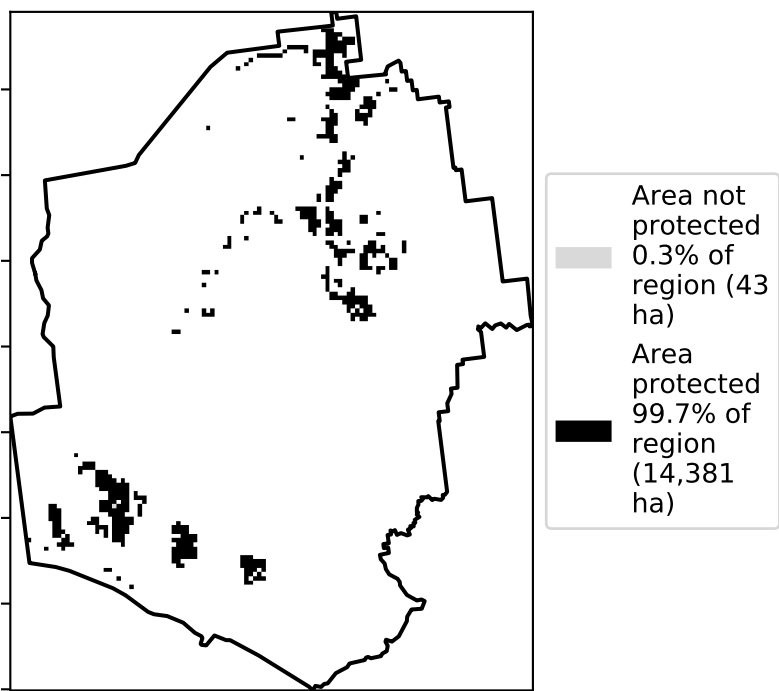 Area not
protected
0.3% of
region (43
ha)
Area
protected
99.7% of
region
(14,381
ha)